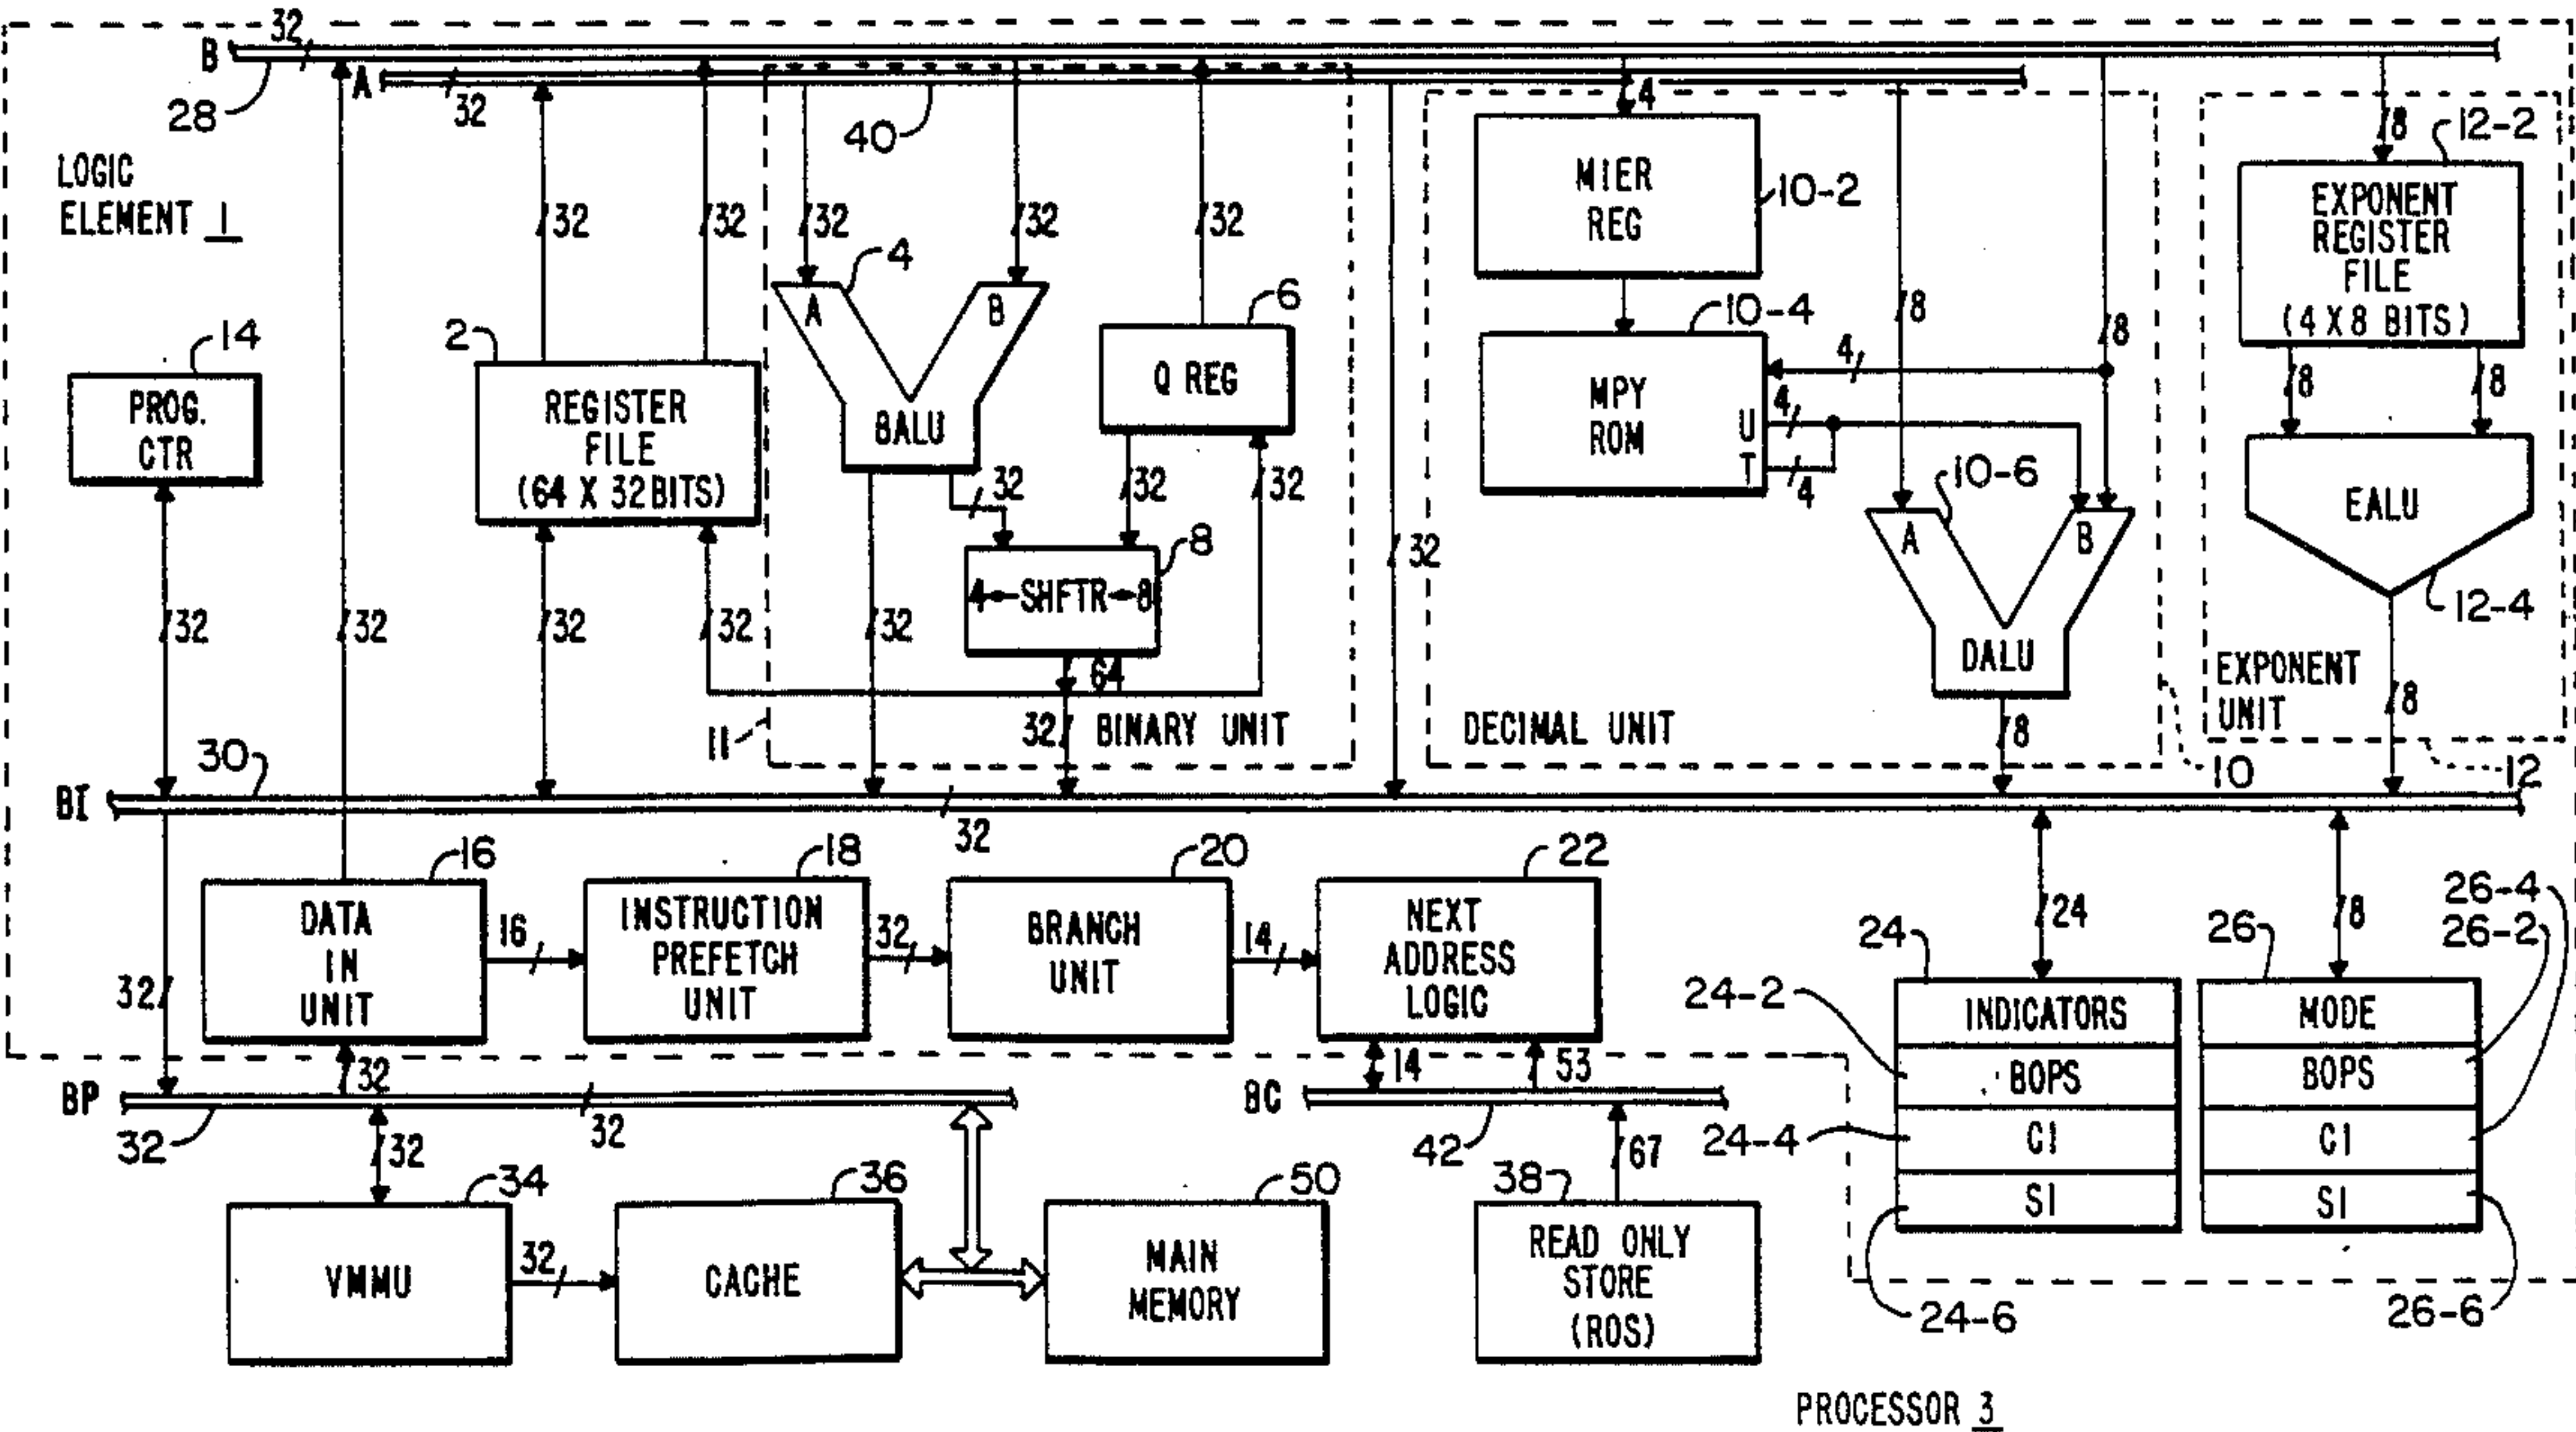 32
B
28
A
32
40
LOGIC
ELEMENT 1
32
32
32
32
32
4
8
12-2
MIER
REG
10-2
EXPONENT
REGISTER
FILE
(4 X 8 BITS)
14
PROG.
CTR
2
REGISTER
FILE
(64 X 32 BITS)
4
A
B
BALU
6
Q REG
10-4
MPY
ROM
U
T
4
4
4
8
8
8
8
10-6
A
B
DALU
EALU
12-4
32
32
32
32
8
4 SHFTR 8
64
32
32
32
32
32
32
11
BINARY UNIT
DECIMAL UNIT
8
10
EXPONENT
UNIT
8
12
30
BI
32
16
DATA
IN
UNIT
16
18
INSTRUCTION
PREFETCH
UNIT
32
20
BRANCH
UNIT
14
22
NEXT
ADDRESS
LOGIC
24
8
24
INDICATORS
BOPS
CI
SI
24-2
24-4
24-6
26
MODE
BOPS
CI
SI
26-4
26-2
26-6
32
32
14
53
BP
32
32
BC
42
32
67
34
VMMU
32
36
CACHE
50
MAIN
MEMORY
38
READ ONLY
STORE
(ROS)
PROCESSOR 3